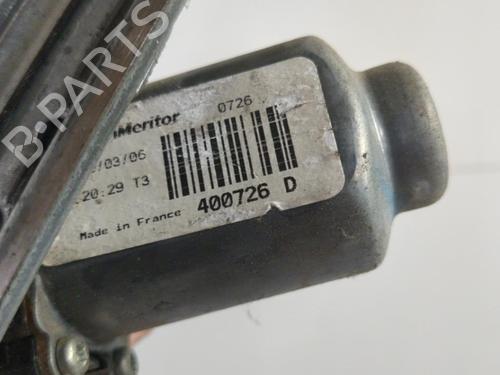 B-PARTS
Meritor 0726
/03/06
20:29 T3
400726 D
Made in France